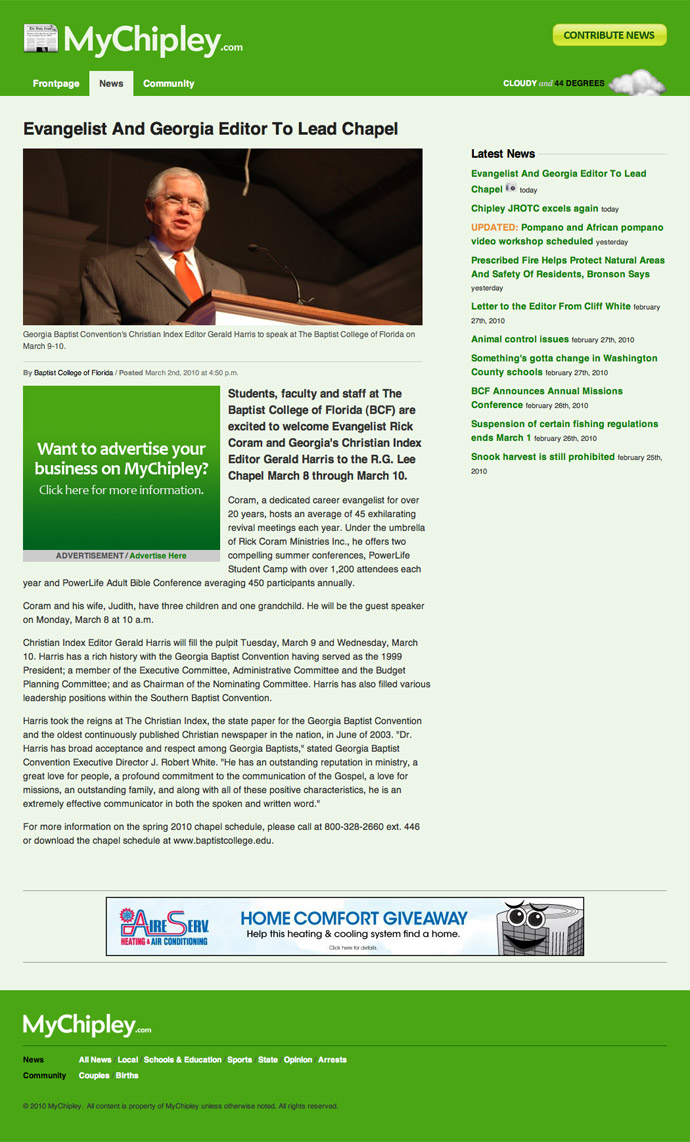 MyChipley.com
CONTRIBUTE NEWS
Frontpage News Community
CLOUDY and 44 DEGREES
Evangelist And Georgia Editor To Lead Chapel
Georgia Baptist Convention's Christian Index Editor Gerald Harris to speak at The Baptist College of Florida on
March 9-10.
By Baptist College of Florida / Posted March 2nd, 2010 at 4:50 p.m.
Want to advertise your
business on MyChipley?
Click here for more information.
ADVERTISEMENT / Advertise Here
Students, faculty and staff at The
Baptist College of Florida (BCF) are
excited to welcome Evangelist Rick
Coram and Georgia's Christian Index
Editor Gerald Harris to the R.G. Lee
Chapel March 8 through March 10.
Coram, a dedicated career evangelist for over
20 years, hosts an average of 45 exhilarating
revival meetings each year. Under the umbrella
of Rick Coram Ministries Inc., he offers two
compelling summer conferences, PowerLife
Student Camp with over 1,200 attendees each
year and PowerLife Adult Bible Conference averaging 450 participants annually.
Coram and his wife, Judith, have three children and one grandchild. He will be the guest speaker
on Monday, March 8 at 10 a.m.
Christian Index Editor Gerald Harris will fill the pulpit Tuesday, March 9 and Wednesday, March
10. Harris has a rich history with the Georgia Baptist Convention having served as the 1999
President; a member of the Executive Committee, Administrative Committee and the Budget
Planning Committee; and as Chairman of the Nominating Committee. Harris has also filled various
leadership positions within the Southern Baptist Convention.
Harris took the reigns at The Christian Index, the state paper for the Georgia Baptist Convention
and the oldest continuously published Christian newspaper in the nation, in June of 2003. "Dr.
Harris has broad acceptance and respect among Georgia Baptists," stated Georgia Baptist
Convention Executive Director J. Robert White. "He has an outstanding reputation in ministry, a
great love for people, a profound commitment to the communication of the Gospel, a love for
missions, an outstanding family, and along with all of these positive characteristics, he is an
extremely effective communicator in both the spoken and written word."
For more information on the spring 2010 chapel schedule, please call at 800-328-2660 ext. 446
or download the chapel schedule at www.baptistcollege.edu.
Latest News
Evangelist And Georgia Editor To Lead
Chapel today
Chipley JROTC excels again today
UPDATED: Pompano and African pompano
video workshop scheduled yesterday
Prescribed Fire Helps Protect Natural Areas
And Safety Of Residents, Bronson Says
yesterday
Letter to the Editor From Cliff White february
27th, 2010
Animal control issues february 27th, 2010
Something's gotta change in Washington
County schools february 27th, 2010
BCF Announces Annual Missions
Conference february 26th, 2010
Suspension of certain fishing regulations
ends March 1 february 26th, 2010
Snook harvest is still prohibited february 25th,
2010
AIRE SERV.
HEATING & AIR CONDITIONING
HOME COMFORT GIVEAWAY
Help this heating & cooling system find a home.
Click here for details.
MyChipley.com
News All News Local Schools & Education Sports State Opinion Arrests
Community Couples Births
© 2010 MyChipley. All content is property of MyChipley unless otherwise noted. All rights reserved.